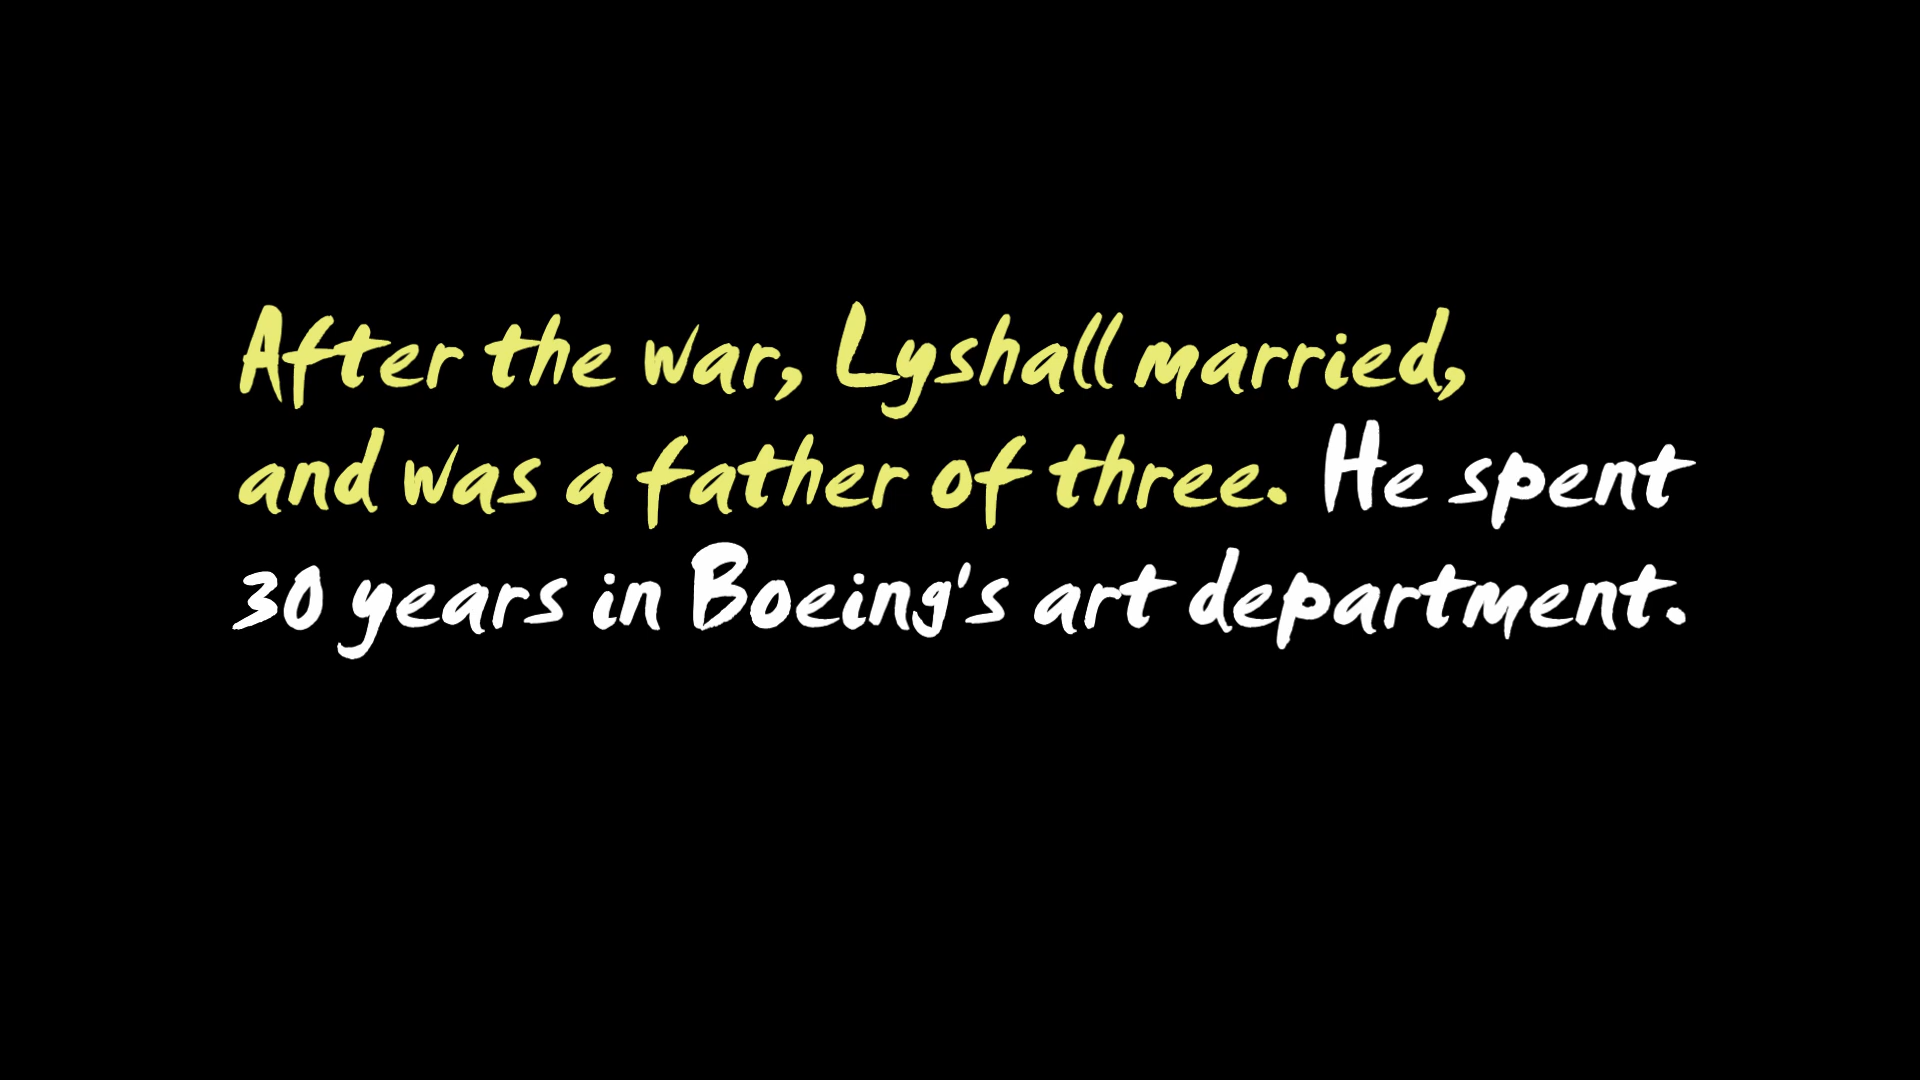 After the war, Lyshall married,
and was a father of three. He spent
30 years in Boeing's art department.